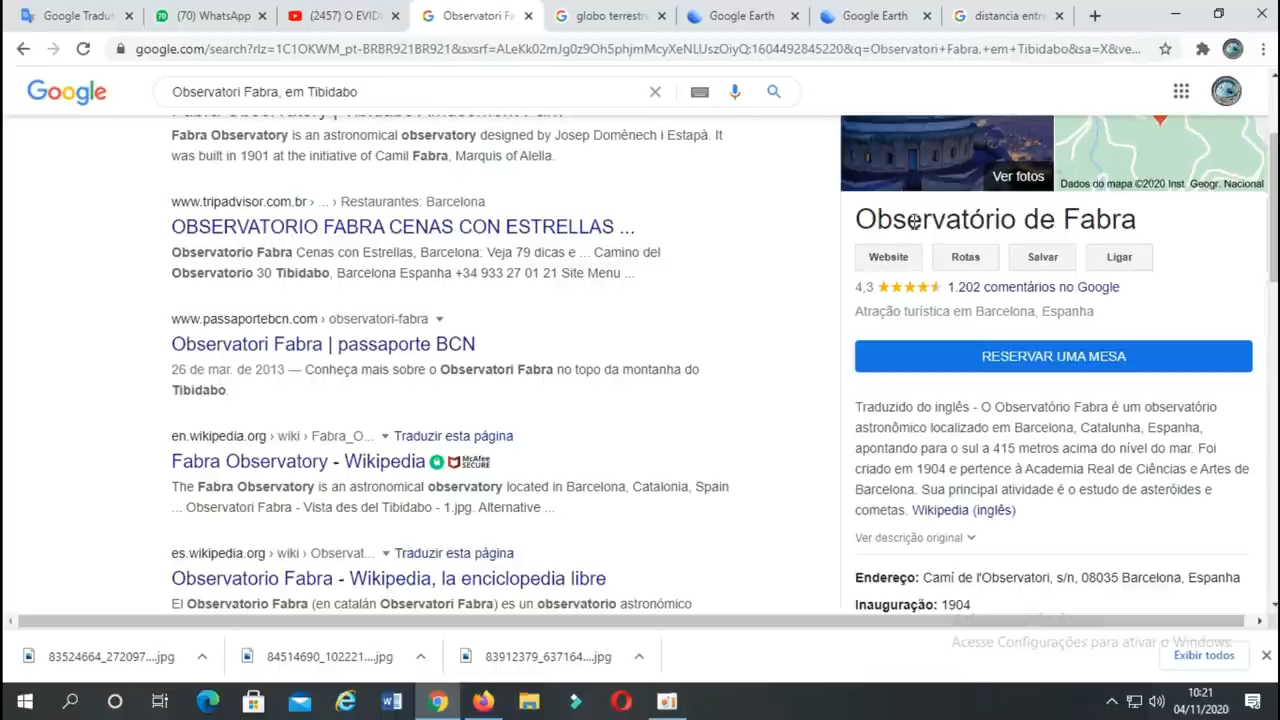 Google Tradut
(70) WhatsApp
(2457) O EVIDE
Observatori Fa
globo terrestre
Google Earth
Google Earth
distancia entre
google.com/search?rlz=1C1OKWM_pt-BRBR921BR921&sxsrf=ALeKk02mJg0z9Oh5phjmMcyXeNLUszOiyQ:1604492845220&q=Observatori+Fabra,+em+Tibidabo&sa=X&ve...
Google
Observatori Fabra, em Tibidabo
Fabra Observatory is an astronomical observatory designed by Josep Domènech i Estapà. It
was built in 1901 at the initiative of Camil Fabra, Marquis of Alella.
www.tripadvisor.com.br › ... › Restaurantes: Barcelona
OBSERVATORIO FABRA CENAS CON ESTRELLAS ...
Observatorio Fabra Cenas con Estrellas, Barcelona: Veja 79 dicas e ... Camino del
Observatorio 30 Tibidabo, Barcelona Espanha +34 933 27 01 21 Site Menu ...
www.passaportebcn.com › observatori-fabra
Observatori Fabra | passaporte BCN
26 de mar. de 2013 — Conheça mais sobre o Observatori Fabra no topo da montanha do
Tibidabo.
en.wikipedia.org › wiki › Fabra_O... Traduzir esta página
Fabra Observatory - Wikipedia McAfee SECURE
The Fabra Observatory is an astronomical observatory located in Barcelona, Catalonia, Spain
... Observatori Fabra - Vista des del Tibidabo - 1.jpg. Alternative ...
es.wikipedia.org › wiki › Observat... Traduzir esta página
Observatorio Fabra - Wikipedia, la enciclopedia libre
El Observatorio Fabra (en catalán Observatori Fabra) es un observatorio astronómico
Ver fotos
Dados do mapa ©2020 Inst. Geogr. Nacional
Observatório de Fabra
Website
Rotas
Salvar
Ligar
4,3 1.202 comentários no Google
Atração turística em Barcelona, Espanha
RESERVAR UMA MESA
Traduzido do inglês - O Observatório Fabra é um observatório
astronômico localizado em Barcelona, Catalunha, Espanha,
apontando para o sul a 415 metros acima do nível do mar. Foi
criado em 1904 e pertence à Academia Real de Ciências e Artes de
Barcelona. Sua principal atividade é o estudo de asteróides e
cometas. Wikipedia (inglês)
Ver descrição original
Endereço: Camí de l'Observatori, s/n, 08035 Barcelona, Espanha
Inauguração: 1904
Acesse Configurações para ativar o Windows.
83524664_272097....jpg
84514690_102221....jpg
83912379_637164....jpg
Exibir todos
10:21
04/11/2020